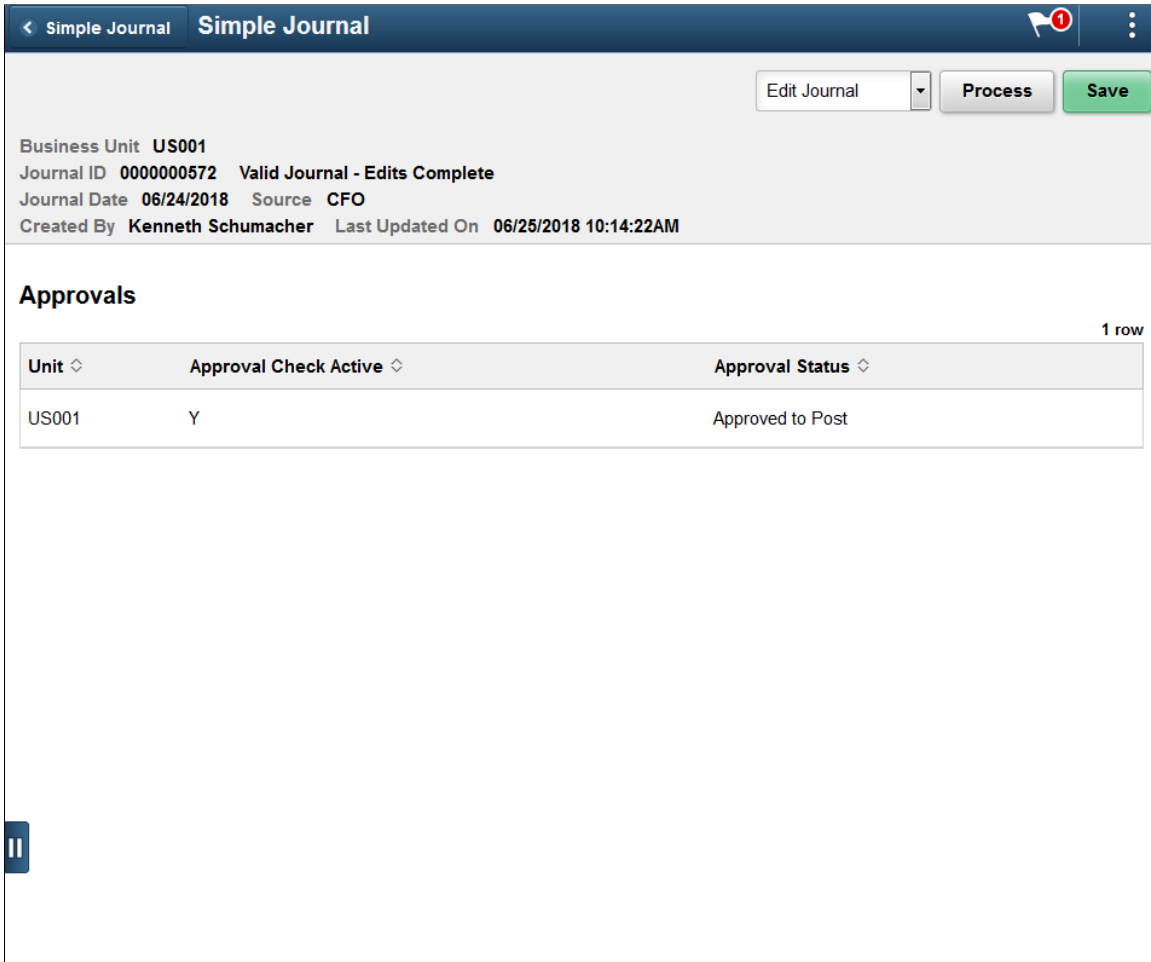 Simple Journal Simple Journal 1
Edit Journal Process Save
Business Unit US001
Journal ID 0000000572 Valid Journal - Edits Complete
Journal Date 06/24/2018 Source CFO
Created By Kenneth Schumacher Last Updated On 06/25/2018 10:14:22AM
Approvals
1 row
Unit Approval Check Active Approval Status
US001 Y Approved to Post